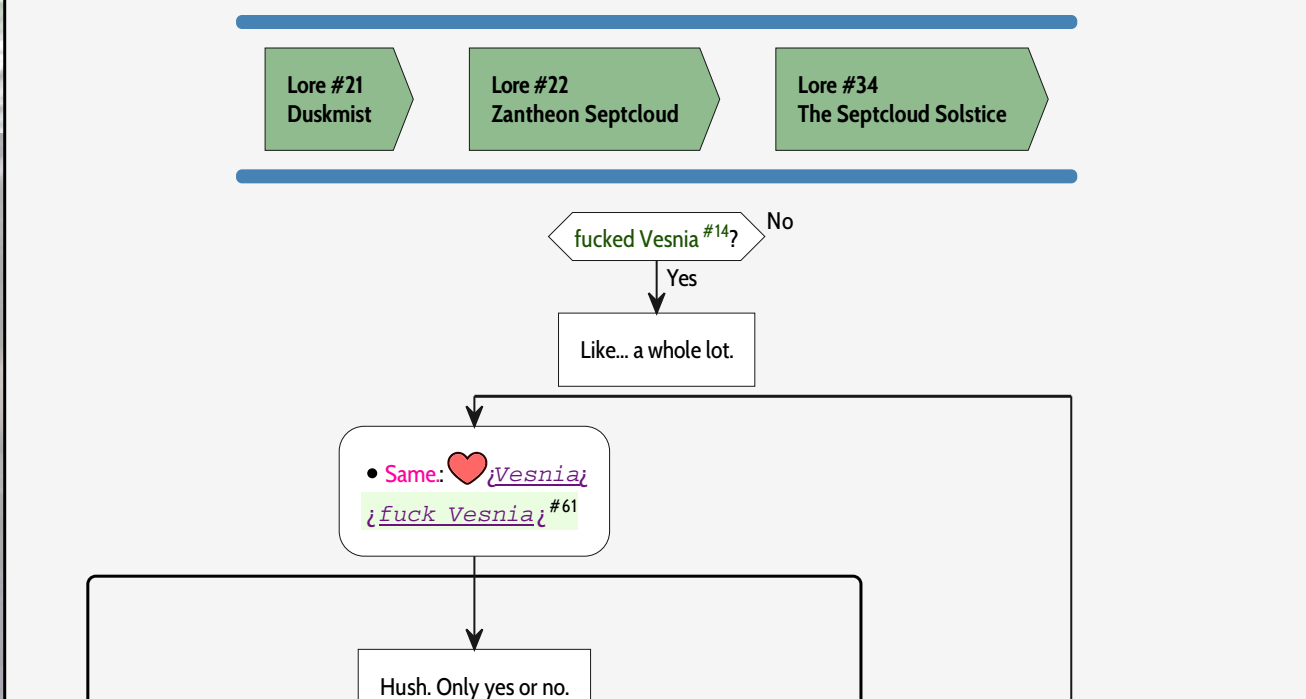 Lore #21
Duskmist
Lore #22
Zantheon Septcloud
Lore #34
The Septcloud Solstice
fucked Vesnia #14?
No
Yes
Like... a whole lot.
• Same.: ¿Vesnia¿
¿fuck Vesnia¿#61
Hush. Only yes or no.